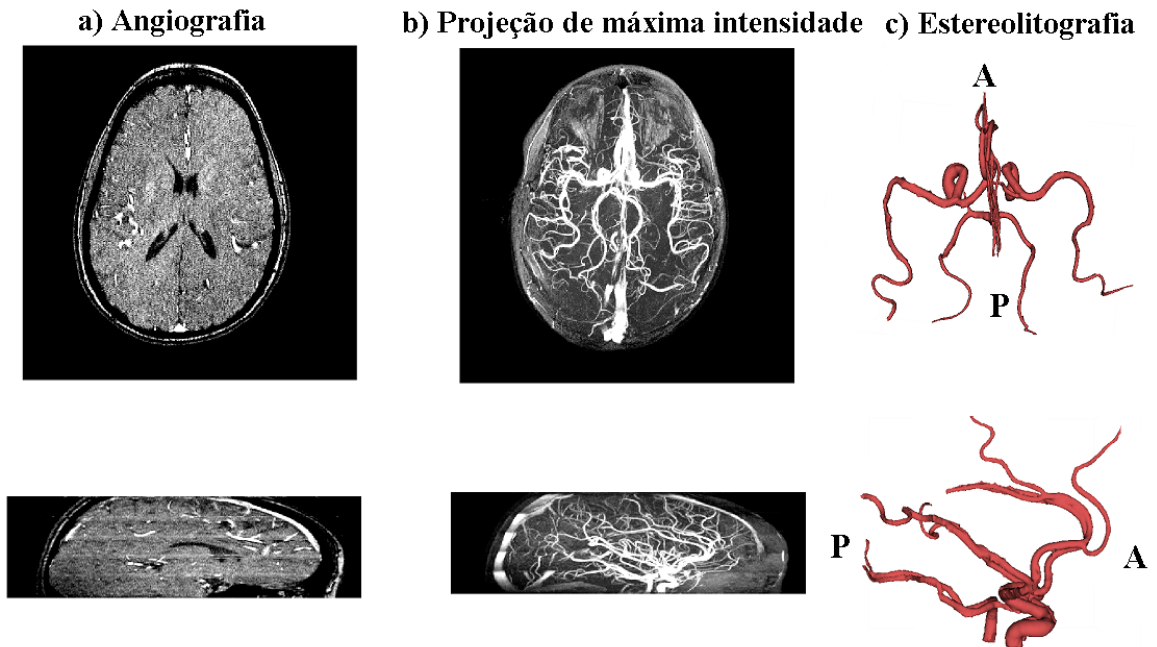 a) Angiografia
b) Projeção de máxima intensidade
c) Estereolitografia
A
P
P
A